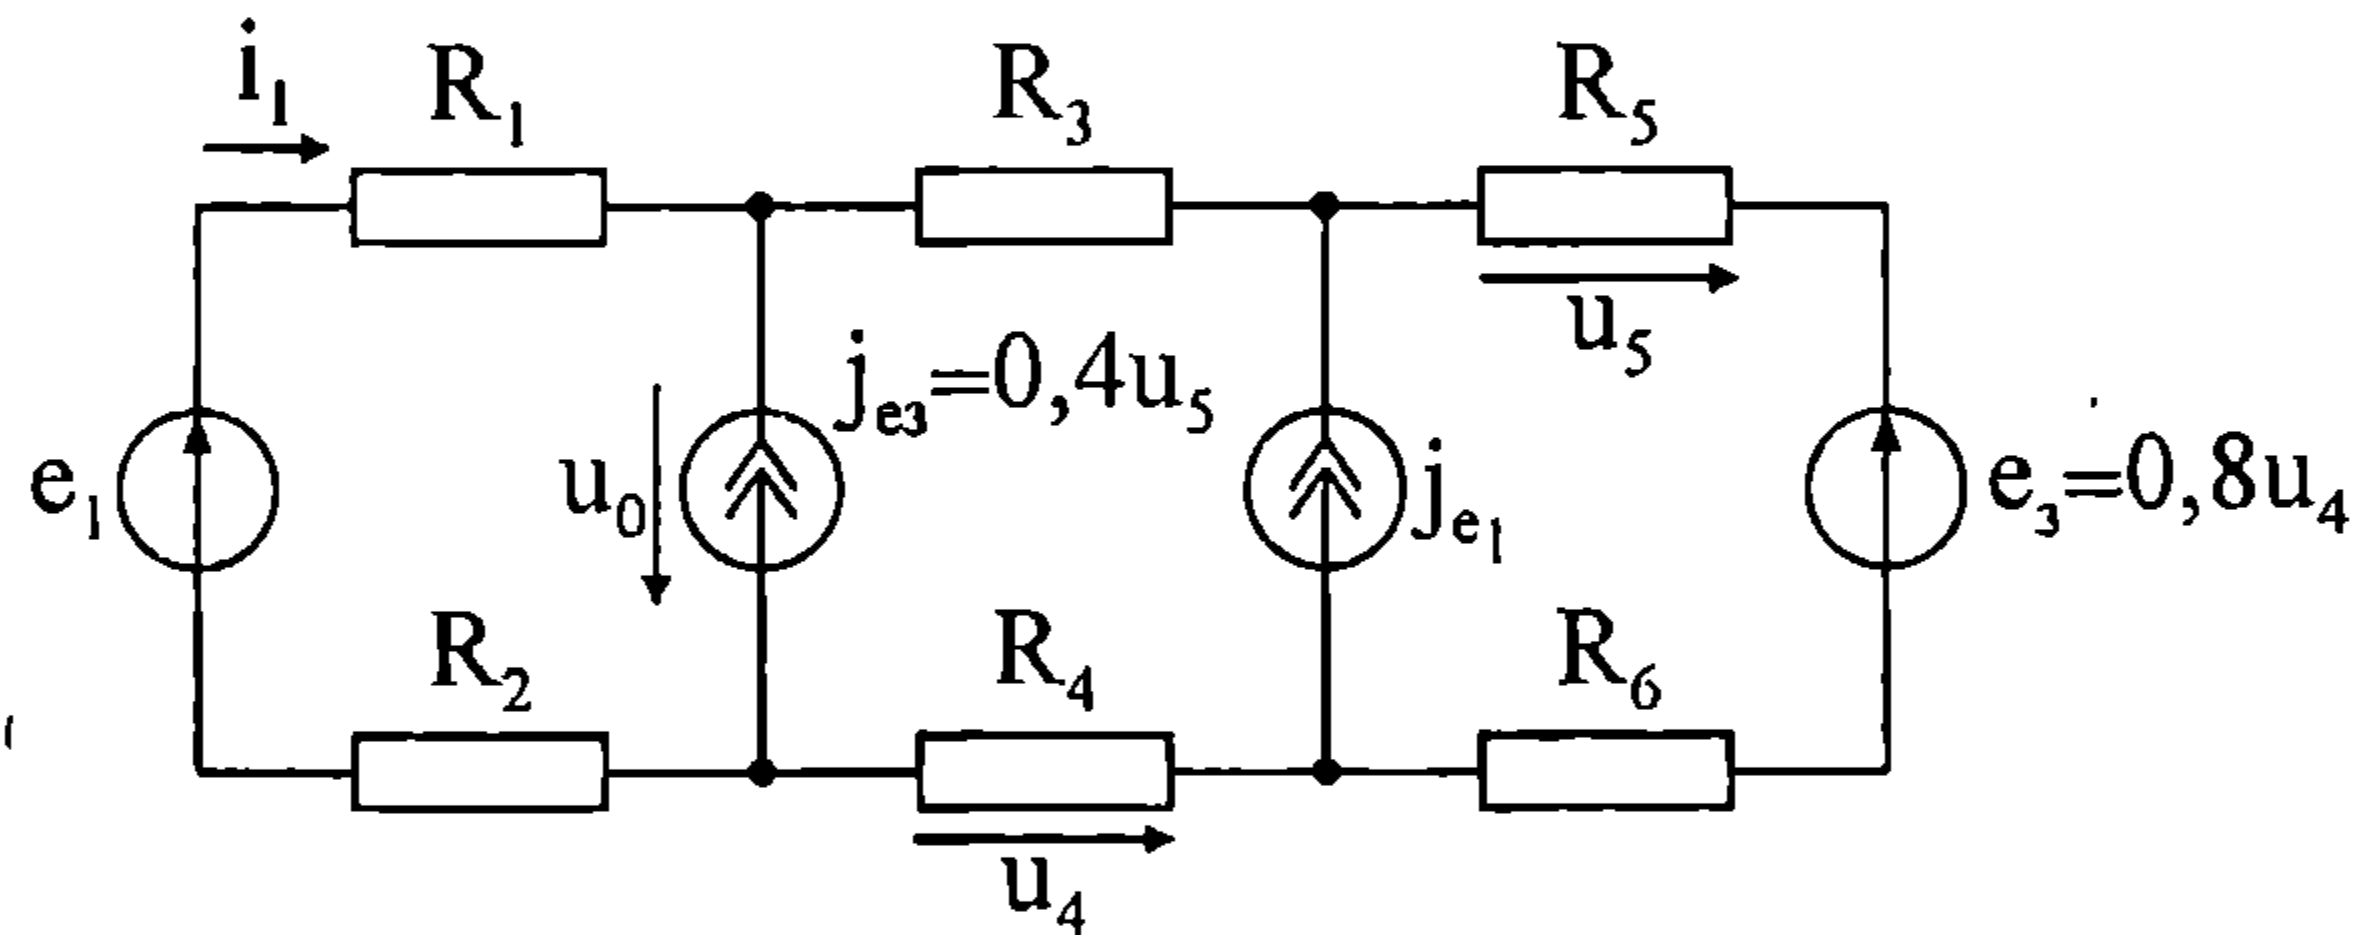 i₁
R₁
R₃
R₅
u₅
e₁
u₀
jₑ₃=0,4u₅
jₑ₁
e₃=0,8u₄
R₂
R₄
R₆
u₄